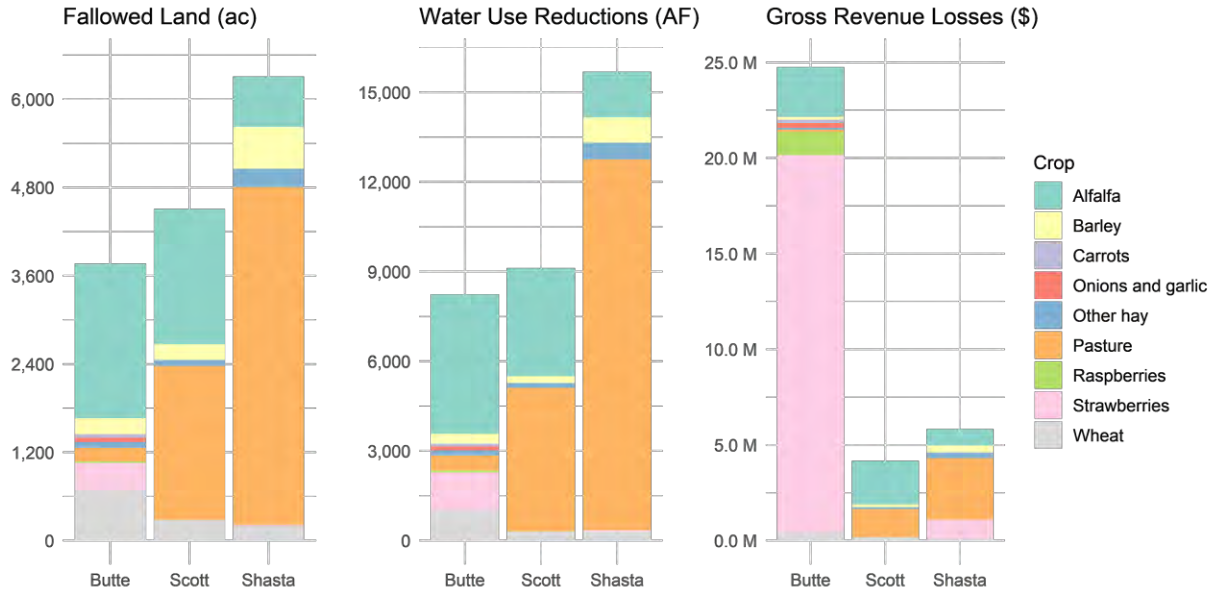 Fallowed Land (ac)
6,000
4,800
3,600
2,400
1,200
0
Butte Scott Shasta
Water Use Reductions (AF)
15,000
12,000
9,000
6,000
3,000
0
Butte Scott Shasta
Gross Revenue Losses ($)
25.0 M
20.0 M
15.0 M
10.0 M
5.0 M
0.0 M
Butte Scott Shasta
Crop
Alfalfa
Barley
Carrots
Onions and garlic
Other hay
Pasture
Raspberries
Strawberries
Wheat